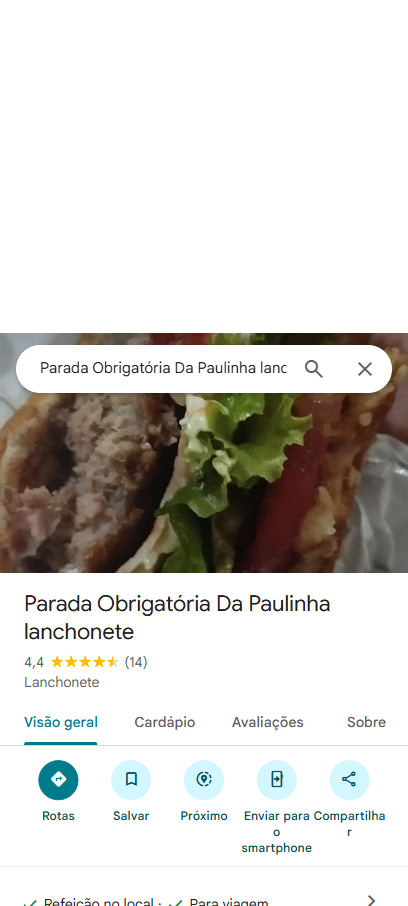 Parada Obrigatória Da Paulinha lanc
Parada Obrigatória Da Paulinha
lanchonete
4,4 (14)
Lanchonete
Visão geral Cardápio Avaliações Sobre
Rotas Salvar Próximo Enviar para o smartphone Compartilhar
Refeição no local · Para viagem